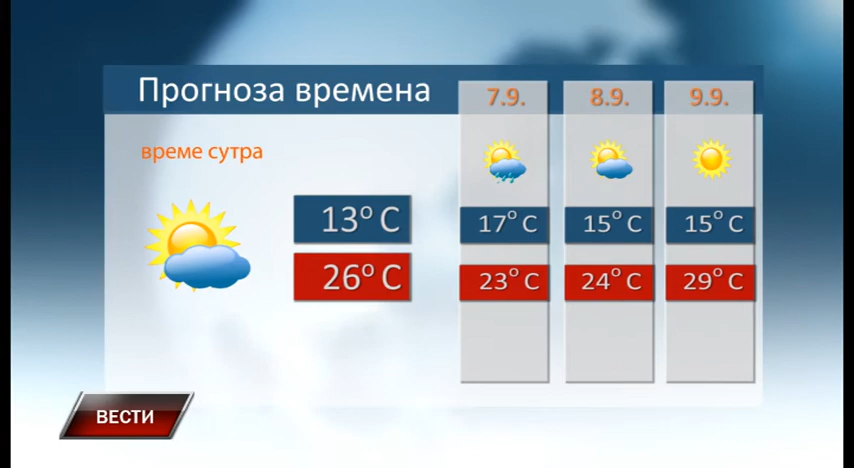 Прогноза времена
7.9.
8.9.
9.9.
време сутра
13° C
17° C
15° C
15° C
26° C
23° C
24° C
29° C
ВЕСТИ